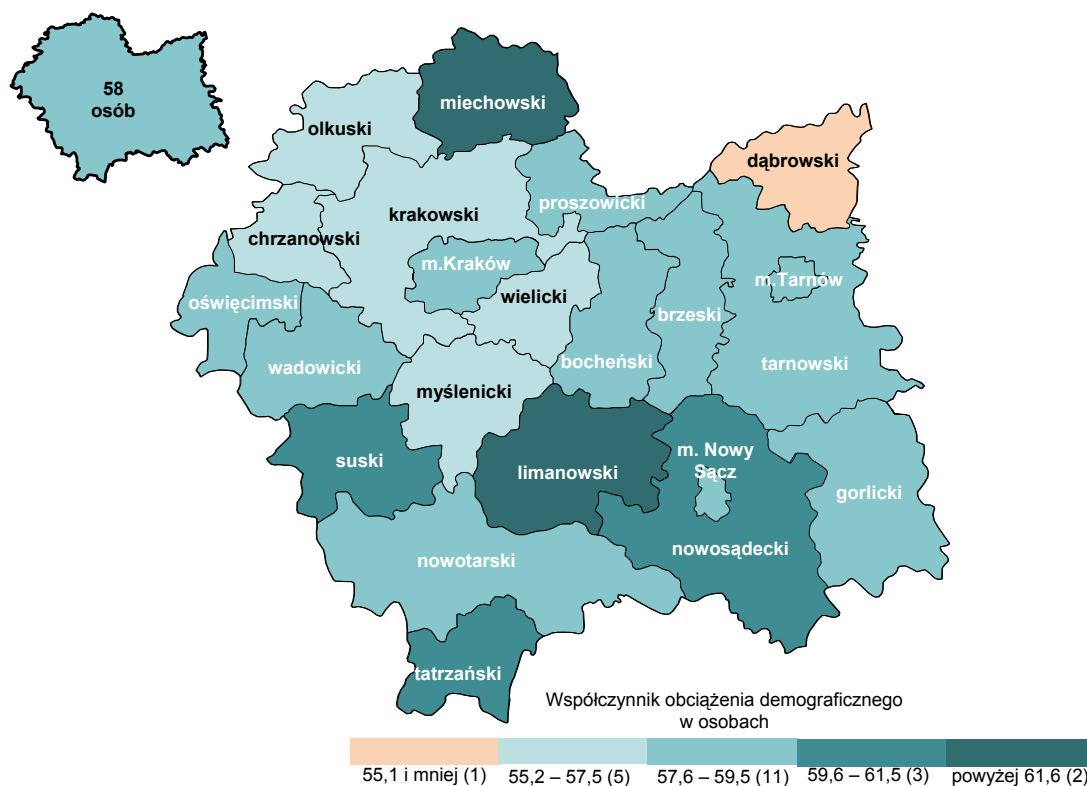 58
osób
miechowski
olkuski
dąbrowski
proszowicki
krakowski
chrzanowski
m.Kraków
m.Tarnów
wielicki
oświęcimski
brzeski
bocheński
wadowicki
tarnowski
myślenicki
m. Nowy
Sącz
suski
limanowski
gorlicki
nowosądecki
nowotarski
tatrzański
Współczynnik obciążenia demograficznego
w osobach
55,1 i mniej (1)
55,2 – 57,5 (5)
57,6 – 59,5 (11)
59,6 – 61,5 (3)
powyżej 61,6 (2)